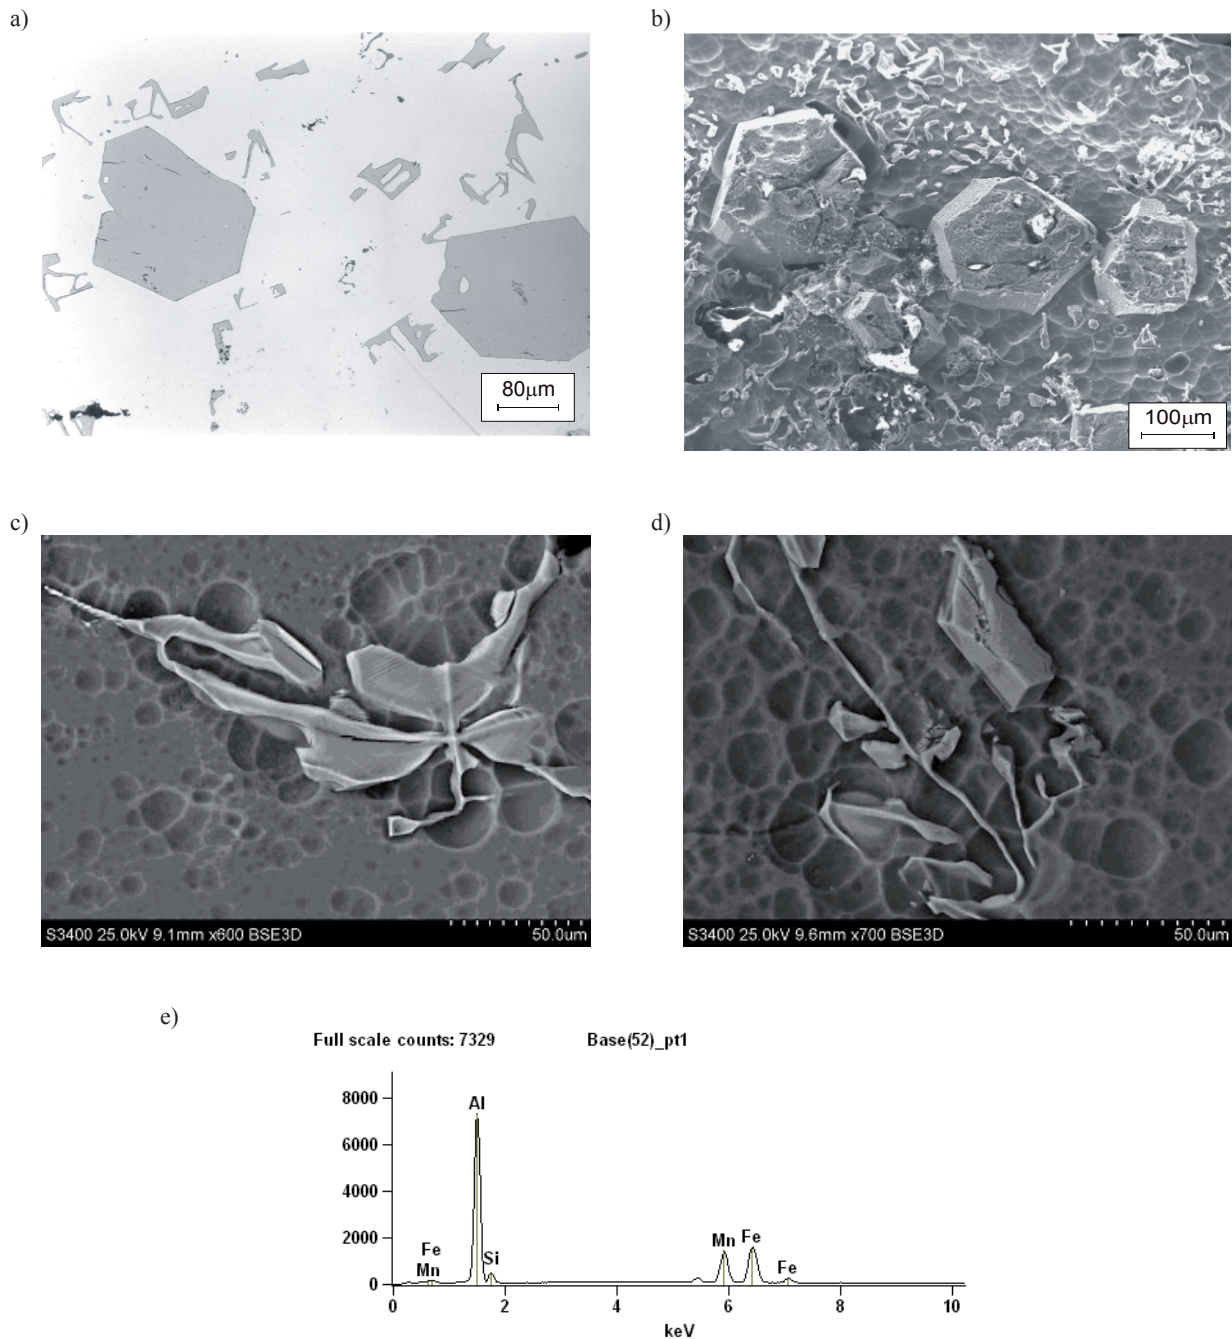 a)
b)
80μm
100μm
c)
d)
S3400 25.0kV 9.1mm x600 BSE3D 50.0um
S3400 25.0kV 9.6mm x700 BSE3D 50.0um
e)
Full scale counts: 7329 Base(52)_pt1
8000
6000
4000
2000
0
Al
Si
Fe
Mn
Mn
Fe
Fe
0 2 4 6 8 10
keV